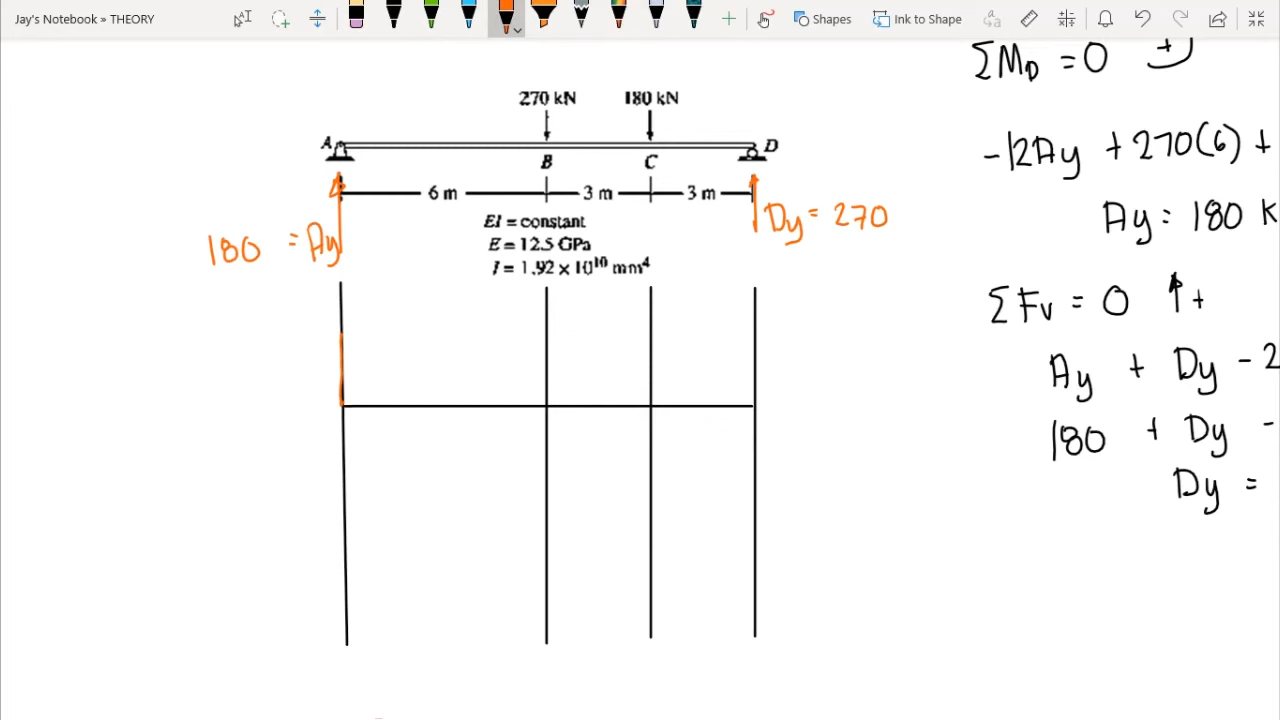 Jay's Notebook » THEORY
Shapes
Ink to Shape
270 kN 180 kN
A D
B C
6 m 3 m 3 m
EI = constant
E = 12.5 GPa
I = 1.92 × 10¹⁰ mm⁴
180 = Ay
Dy = 270
ΣM_D = 0 +
-12Ay + 270(6) +
Ay = 180 k
ΣFv = 0 ↑+
Ay + Dy - 2
180 + Dy -
Dy =